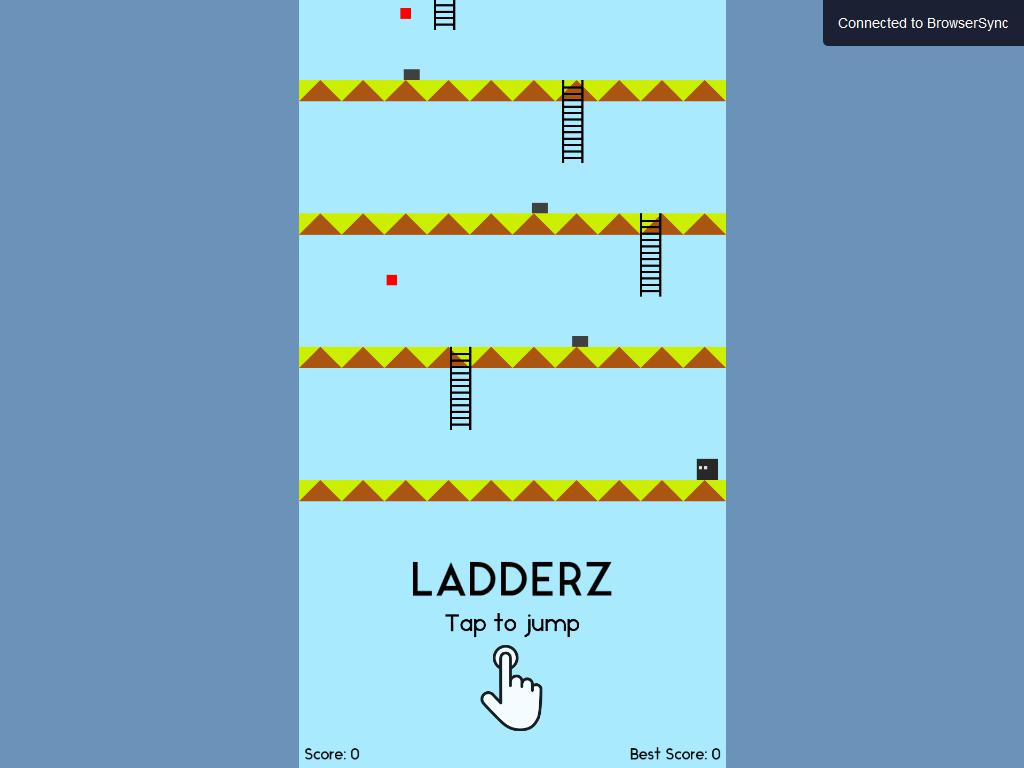 Connected to BrowserSync
LADDERZ
Tap to jump
Score: 0
Best Score: 0